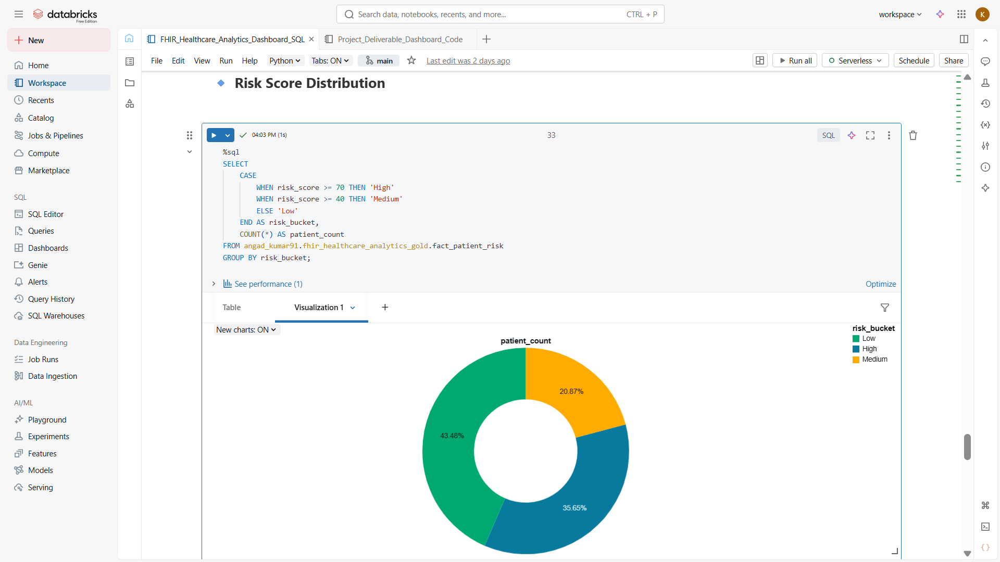 databricks
Free Edition
Search data, notebooks, recents, and more...
CTRL + P
workspace
K
New
Home
Workspace
Recents
Catalog
Jobs & Pipelines
Compute
Marketplace
SQL
SQL Editor
Queries
Dashboards
Genie
Alerts
Query History
SQL Warehouses
Data Engineering
Job Runs
Data Ingestion
AI/ML
Playground
Experiments
Features
Models
Serving
FHIR_Healthcare_Analytics_Dashboard_SQL
Project_Deliverable_Dashboard_Code
File Edit View Run Help Python Tabs: ON main Last edit was 2 days ago
Run all Serverless Schedule Share
Risk Score Distribution
04:03 PM (1s)
33
SQL
%sql
SELECT
CASE
WHEN risk_score >= 70 THEN 'High'
WHEN risk_score >= 40 THEN 'Medium'
ELSE 'Low'
END AS risk_bucket,
COUNT(*) AS patient_count
FROM angad_kumar91.fhir_healthcare_analytics_gold.fact_patient_risk
GROUP BY risk_bucket;
See performance (1)
Optimize
Table
Visualization 1
New charts: ON
patient_count
risk_bucket
Low
High
Medium
20.87%
43.48%
35.65%